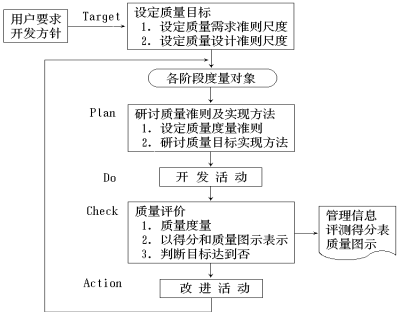 用户要求
开发方针
Target
设定质量目标
1. 设定质量需求准则尺度
2. 设定质量设计准则尺度
各阶段度量对象
Plan
研讨质量准则及实现方法
1. 设定质量度量准则
2. 研讨质量目标实现方法
Do
开 发 活 动
Check
质量评价
1. 质量度量
2. 以得分和质量图示表示
3. 判断目标达到否
管理信息
评测得分表
质量图示
Action
改 进 活 动